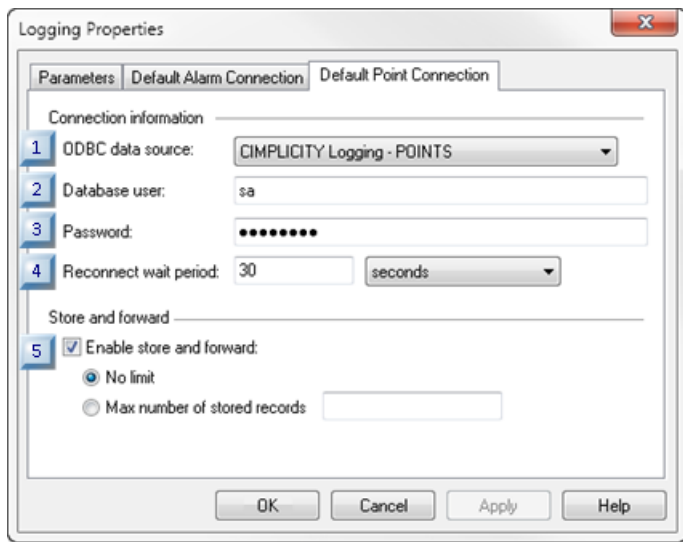 Logging Properties
Parameters Default Alarm Connection Default Point Connection
Connection information
1 ODBC data source: CIMPLICITY Logging - POINTS
2 Database user: sa
3 Password: ●●●●●●●●
4 Reconnect wait period: 30 seconds
Store and forward
5 Enable store and forward:
No limit
Max number of stored records
OK Cancel Apply Help